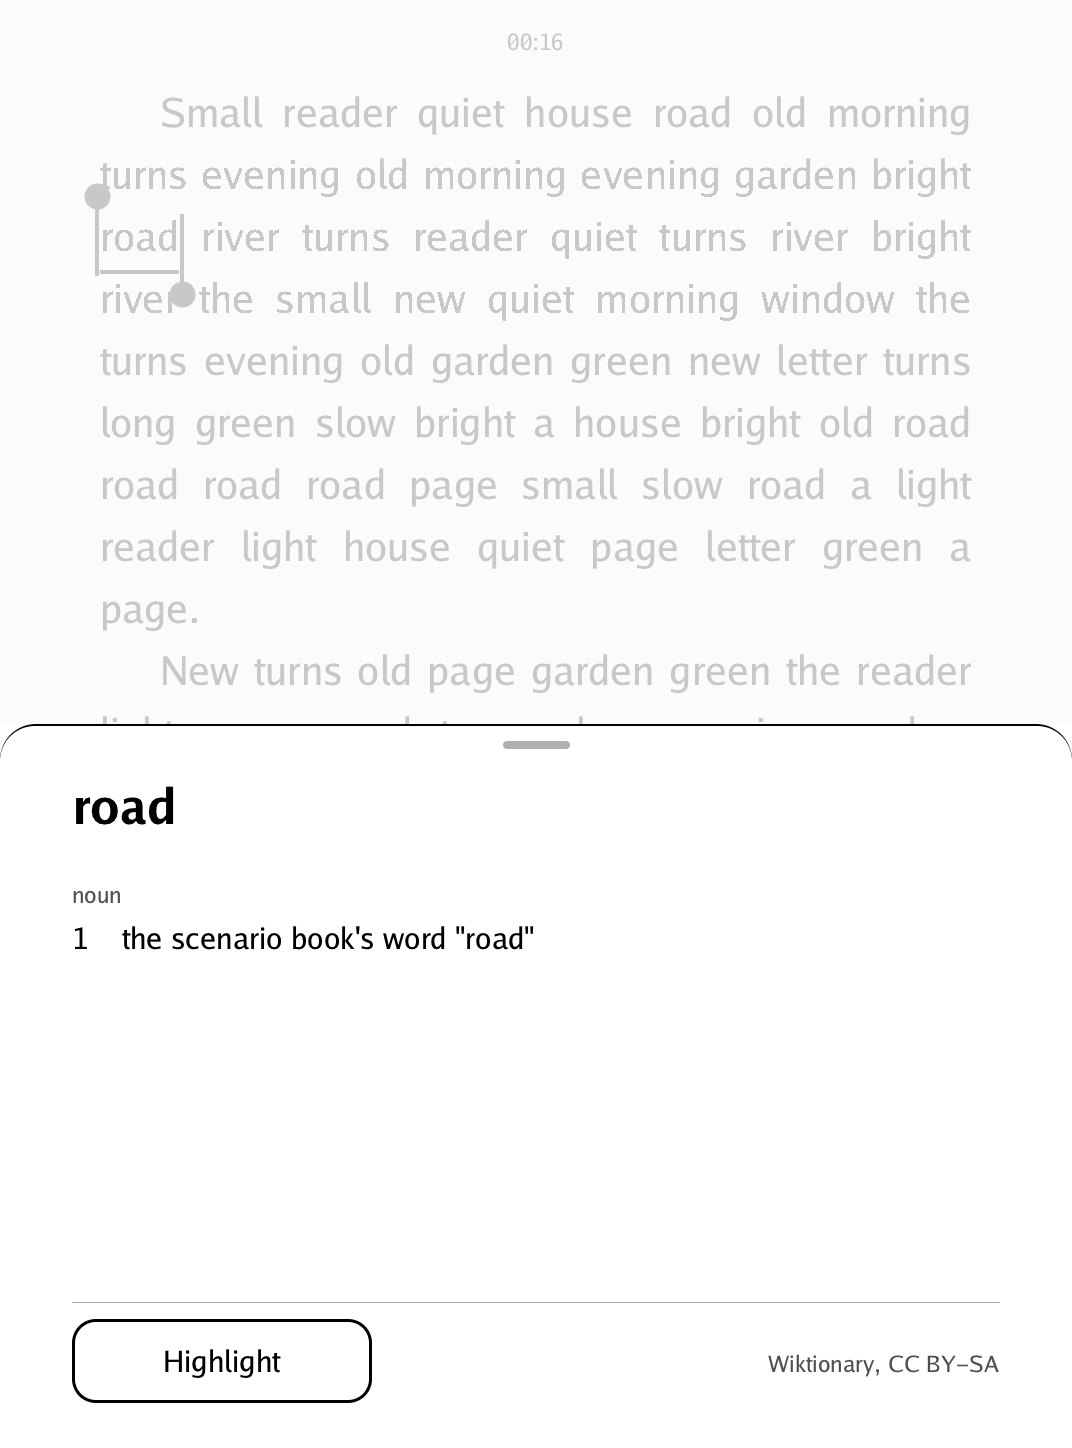 00:16
Small reader quiet house road old morning
turns evening old morning evening garden bright
road river turns reader quiet turns river bright
river the small new quiet morning window the
turns evening old garden green new letter turns
long green slow bright a house bright old road
road road road page small slow road a light
reader light house quiet page letter green a
page.
New turns old page garden green the reader
road
noun
1 the scenario book's word "road"
Highlight
Wiktionary, CC BY–SA